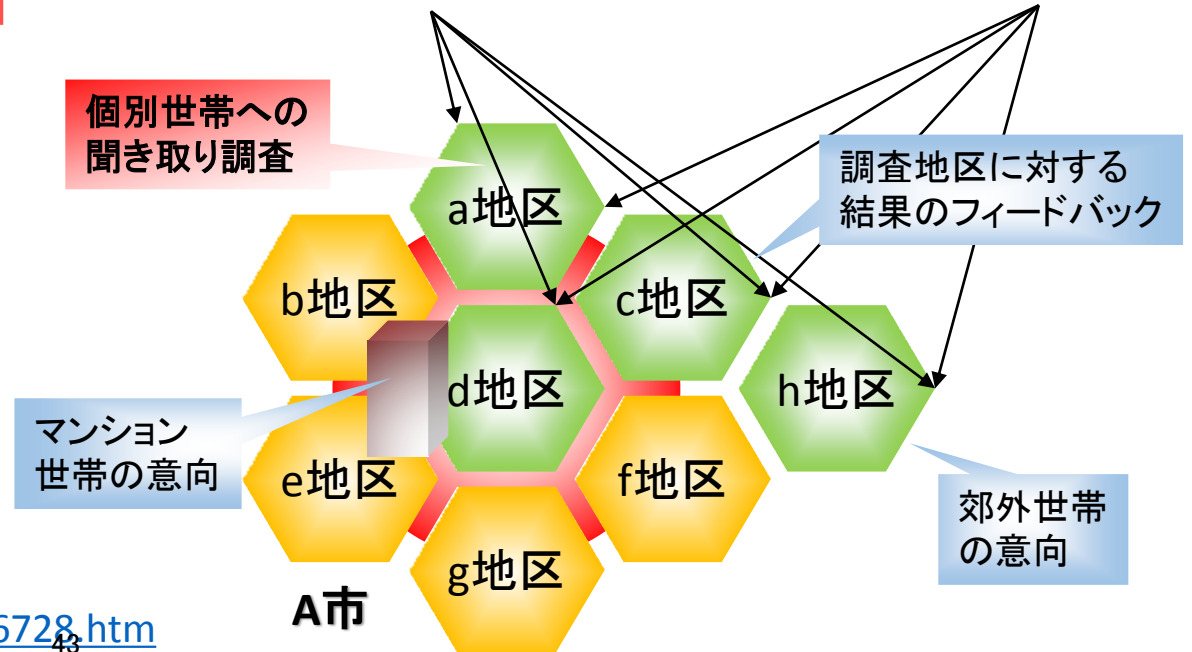 個別世帯への
聞き取り調査
調査地区に対する
結果のフィードバック
a地区
b地区
c地区
d地区
h地区
マンション
世帯の意向
e地区
f地区
郊外世帯
の意向
g地区
A市
6728.htm
43